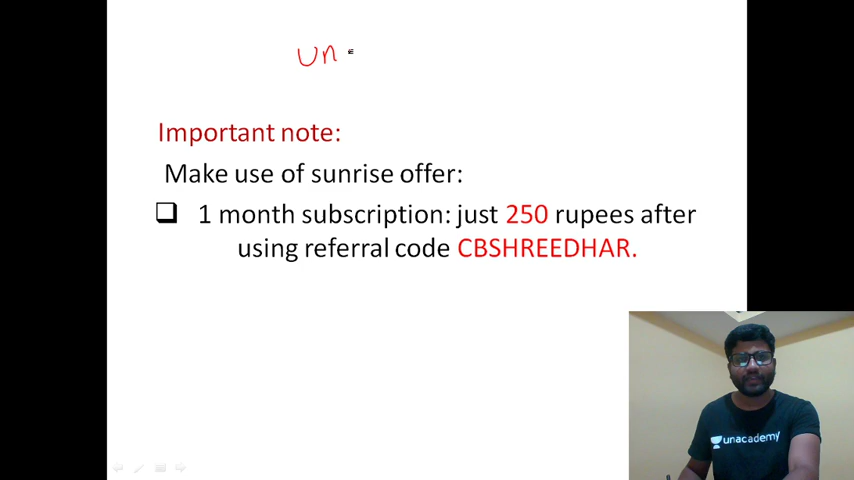 un
Important note:
Make use of sunrise offer:
1 month subscription: just 250 rupees after
using referral code CBSHREEDHAR.
unacademy